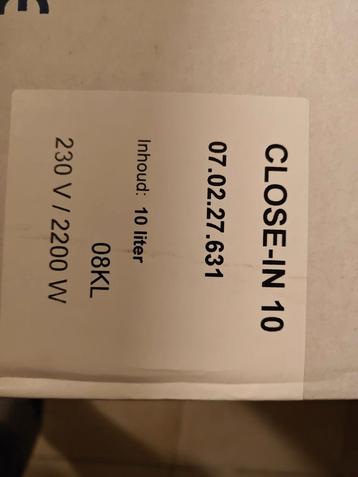 CLOSE-IN 10
07.02.27.631
Inhoud: 10 liter
08KL
230 V / 2200 W